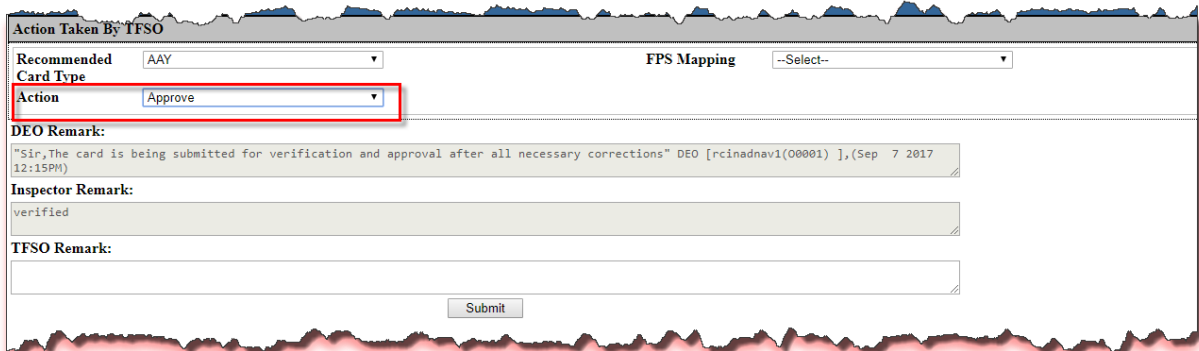 Action Taken By TFSO
Recommended Card Type AAY FPS Mapping --Select--
Action Approve
DEO Remark:
"Sir,The card is being submitted for verification and approval after all necessary corrections" DEO [rcinadnav1(O0001) ],(Sep  7 2017
12:15PM)
Inspector Remark:
verified
TFSO Remark:
Submit